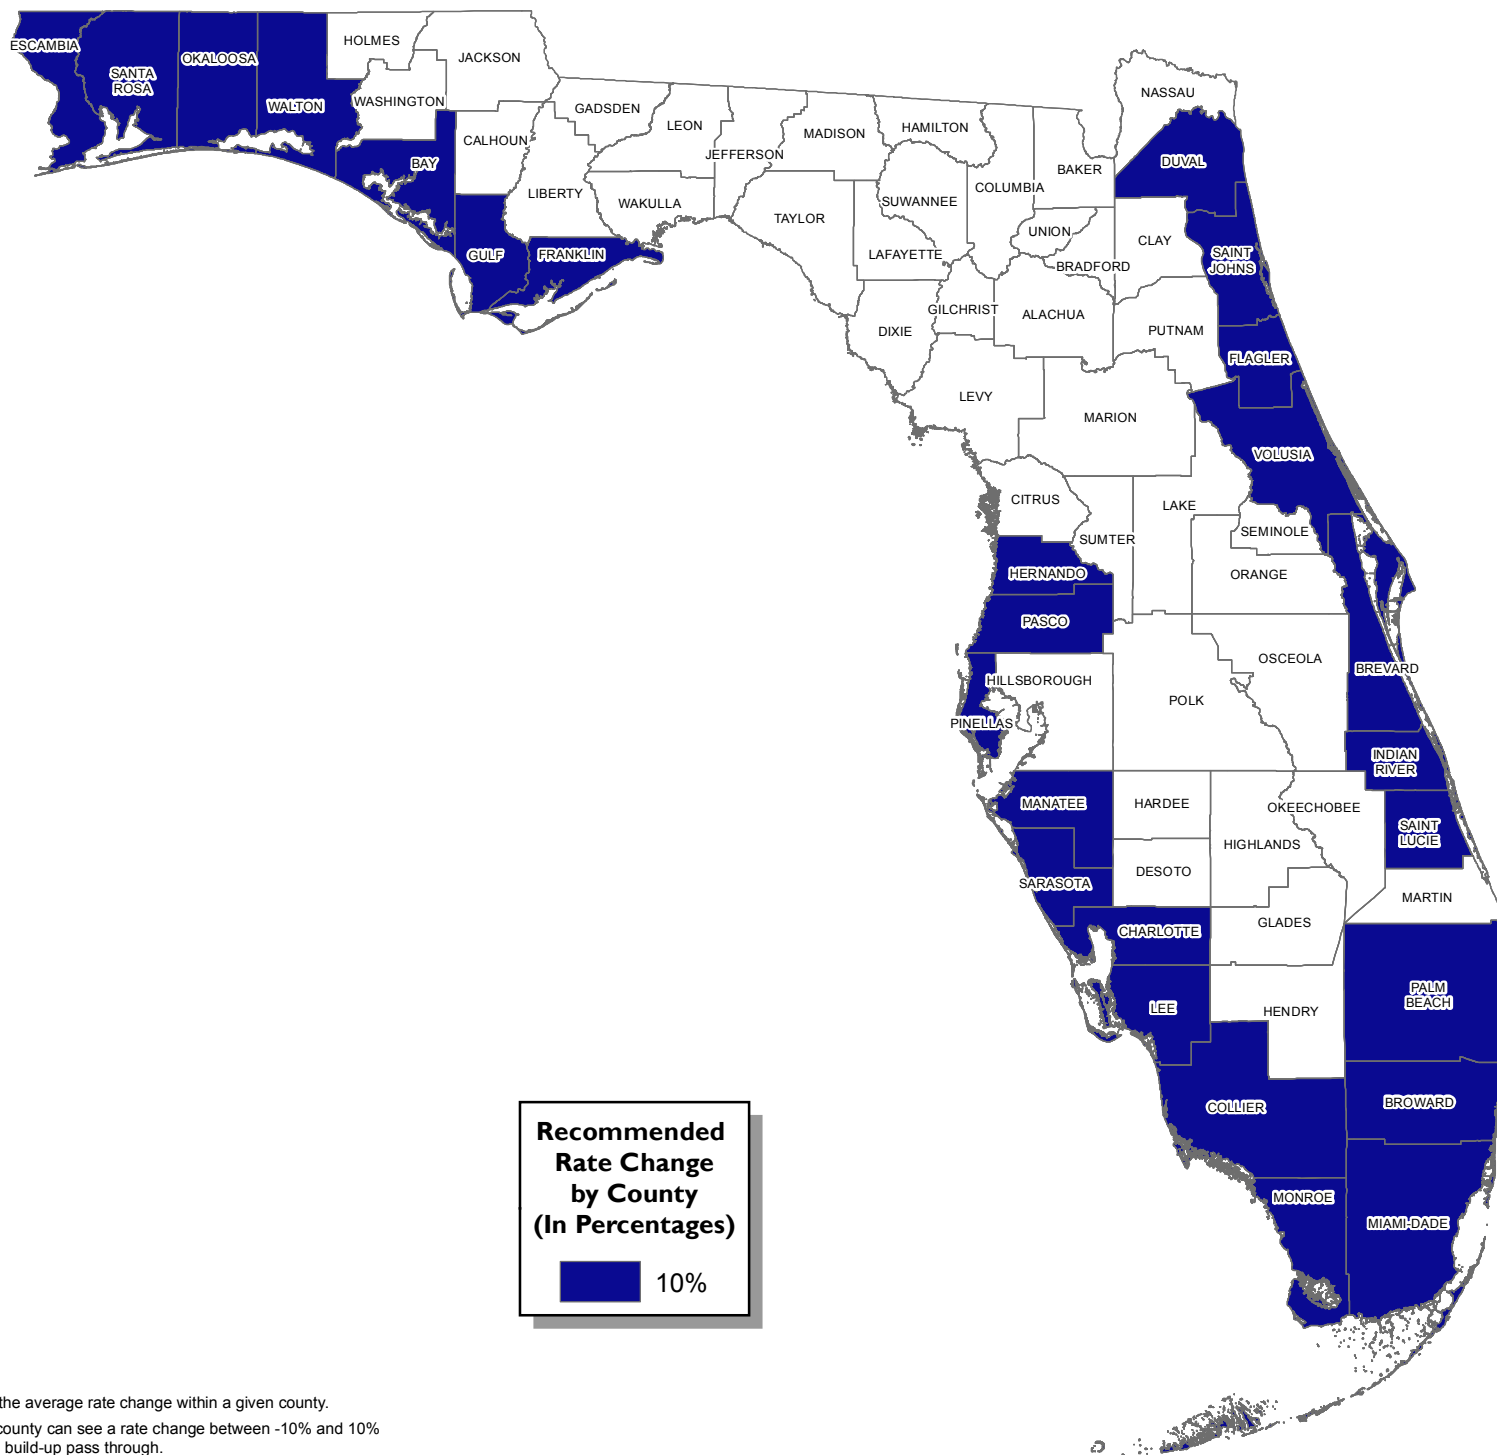 ESCAMBIA
SANTA
ROSA
OKALOOSA
WALTON
HOLMES
JACKSON
WASHINGTON
BAY
CALHOUN
GULF
GADSDEN
LIBERTY
FRANKLIN
LEON
WAKULLA
JEFFERSON
MADISON
TAYLOR
HAMILTON
SUWANNEE
LAFAYETTE
DIXIE
COLUMBIA
GILCHRIST
LEVY
BAKER
UNION
BRADFORD
ALACHUA
NASSAU
DUVAL
CLAY
SAINT
JOHNS
PUTNAM
FLAGLER
MARION
VOLUSIA
CITRUS
SUMTER
LAKE
SEMINOLE
ORANGE
HERNANDO
PASCO
HILLSBOROUGH
PINELLAS
POLK
OSCEOLA
BREVARD
INDIAN
RIVER
MANATEE
HARDEE
OKEECHOBEE
HIGHLANDS
SAINT
LUCIE
SARASOTA
DESOTO
MARTIN
CHARLOTTE
GLADES
LEE
HENDRY
PALM
BEACH
COLLIER
BROWARD
MONROE
MIAMI-DADE
Recommended
Rate Change
by County
(In Percentages)
10%
the average rate change within a given county.
county can see a rate change between -10% and 10%
build-up pass through.